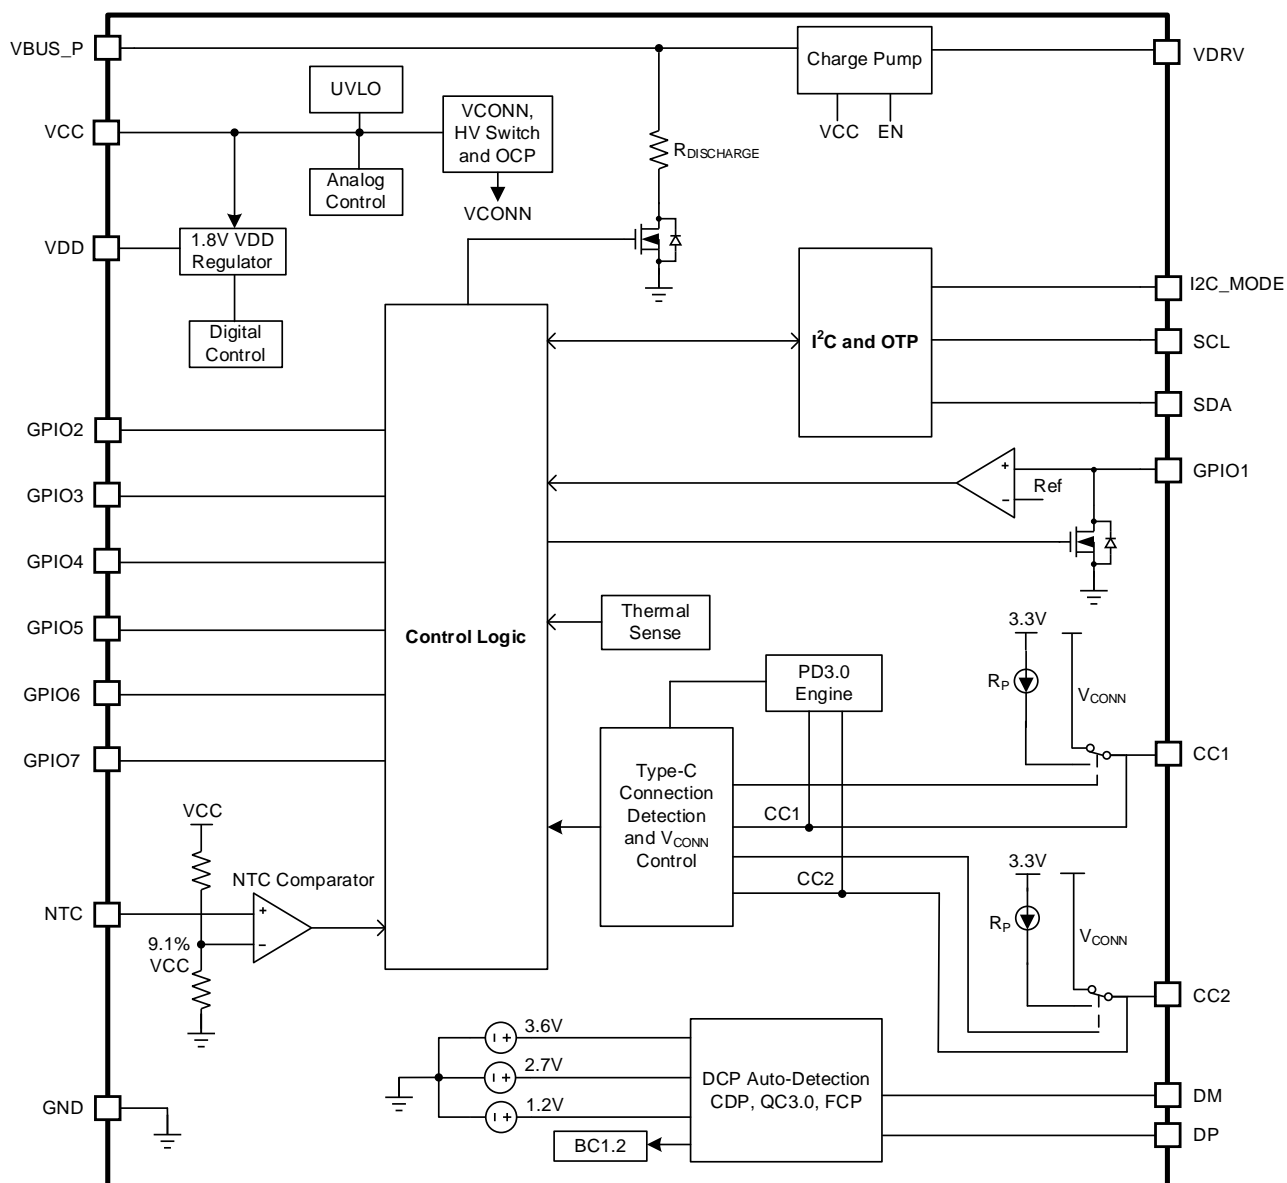 VBUS_P
Charge Pump
VDRV
VCC
EN
UVLO
VCC
VCONN,
HV Switch
and OCP
VCONN
Analog
Control
RDISCHARGE
VDD
1.8V VDD
Regulator
Digital
Control
I2C_MODE
I2C and OTP
SCL
SDA
GPIO2
GPIO1
+
−
Ref
GPIO3
GPIO4
GPIO5
Thermal
Sense
Control Logic
GPIO6
PD3.0
Engine
3.3V
RP
VCONN
GPIO7
CC1
Type-C
Connection
Detection
and VCONN
Control
CC1
CC2
VCC
NTC Comparator
NTC
+
−
9.1%
VCC
3.3V
RP
VCONN
CC2
3.6V
2.7V
1.2V
DCP Auto-Detection
CDP, QC3.0, FCP
BC1.2
GND
DM
DP